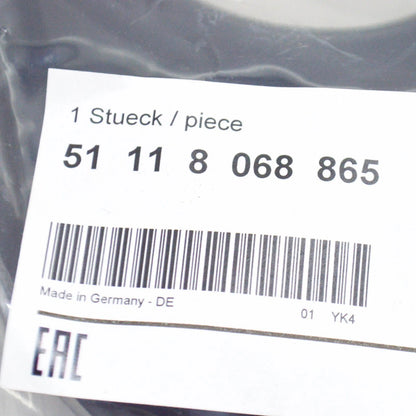 1 Stueck / piece
51 11 8 068 865
Made in Germany - DE 01 YK4
EAC